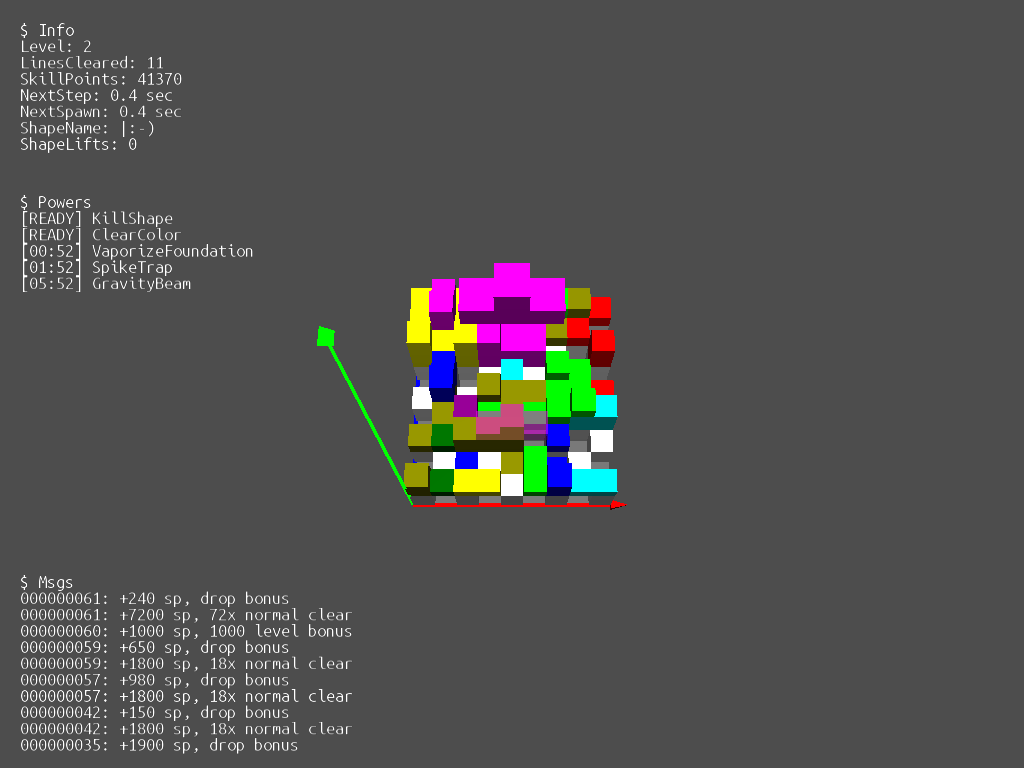 $ Info
Level: 2
LinesCleared: 11
SkillPoints: 41370
NextStep: 0.4 sec
NextSpawn: 0.4 sec
ShapeName: |:-)
ShapeLifts: 0
$ Powers
[READY] KillShape
[READY] ClearColor
[00:52] VaporizeFoundation
[01:52] SpikeTrap
[05:52] GravityBeam
$ Msgs
000000061: +240 sp, drop bonus
000000061: +7200 sp, 72x normal clear
000000060: +1000 sp, 1000 level bonus
000000059: +650 sp, drop bonus
000000059: +1800 sp, 18x normal clear
000000057: +980 sp, drop bonus
000000057: +1800 sp, 18x normal clear
000000042: +150 sp, drop bonus
000000042: +1800 sp, 18x normal clear
000000035: +1900 sp, drop bonus